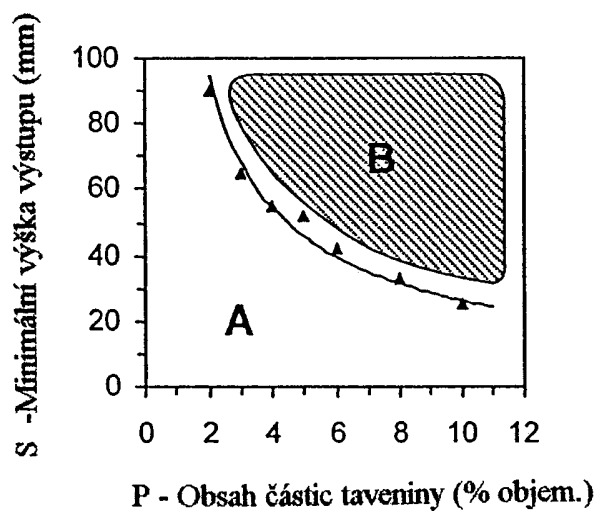 S -Minimální výška výstupu (mm)
100
80
60
40
20
0
B
A
0 2 4 6 8 10 12
P - Obsah částic taveniny (% objem.)